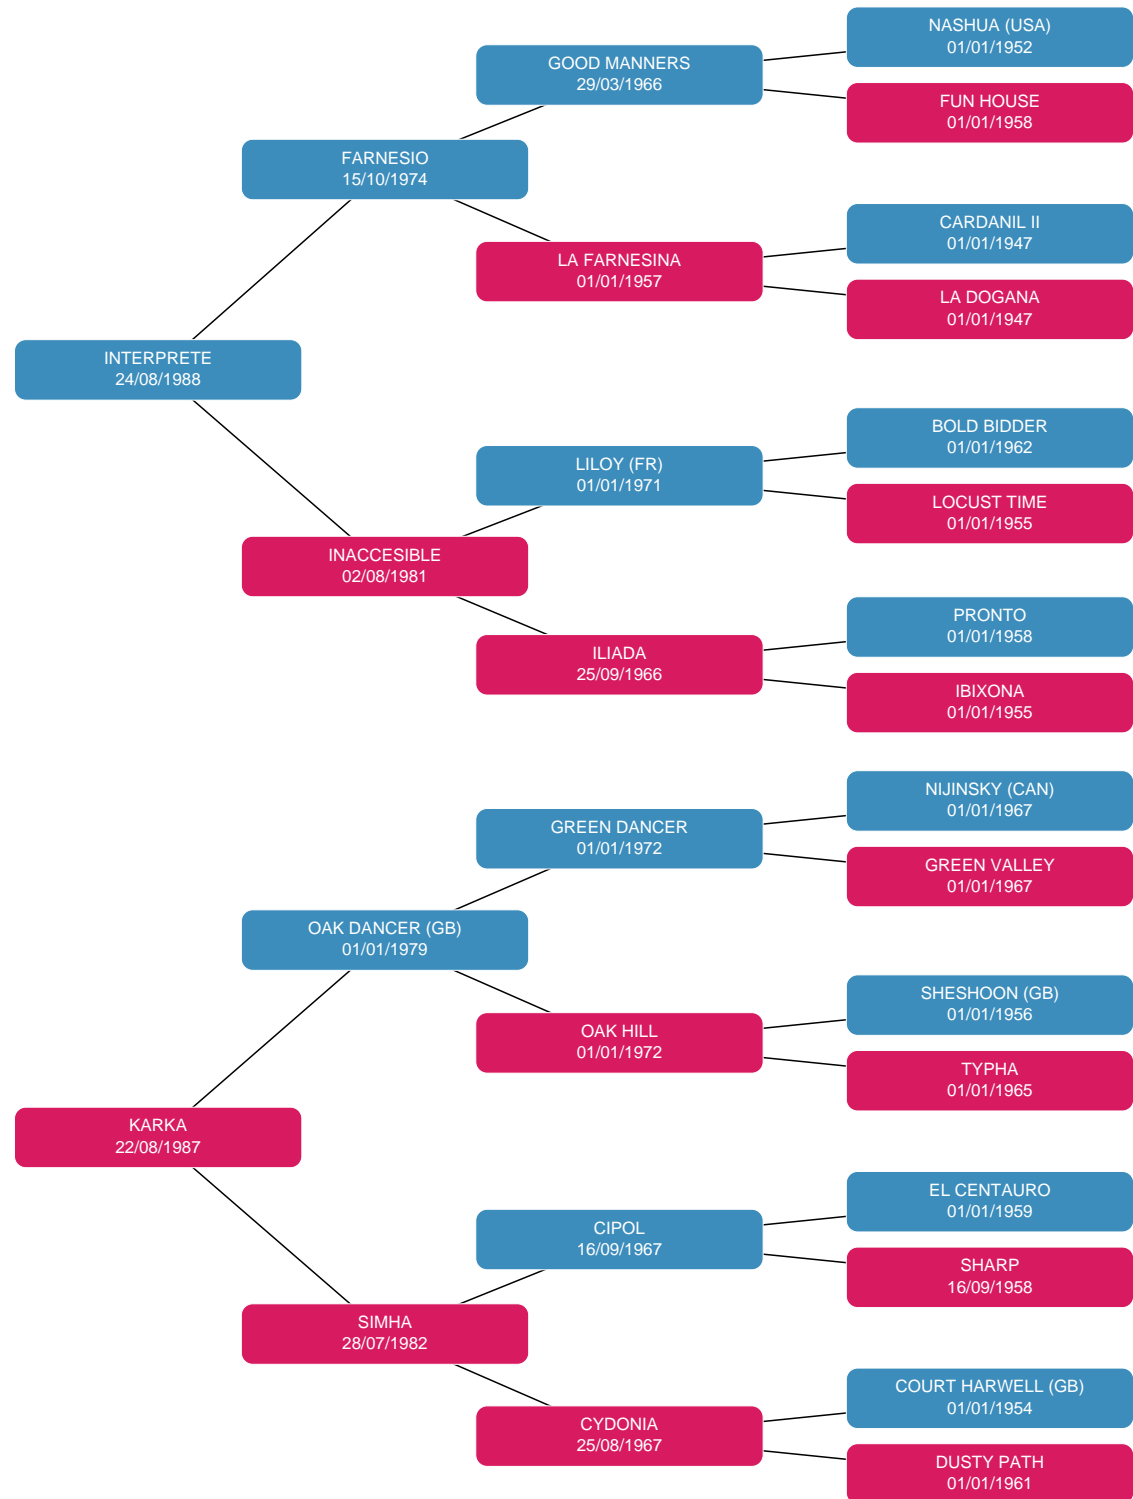 NASHUA (USA)
01/01/1952
GOOD MANNERS
29/03/1966
FUN HOUSE
01/01/1958
FARNESIO
15/10/1974
CARDANIL II
01/01/1947
LA FARNESINA
01/01/1957
LA DOGANA
01/01/1947
INTERPRETE
24/08/1988
BOLD BIDDER
01/01/1962
LILOY (FR)
01/01/1971
LOCUST TIME
01/01/1955
INACCESIBLE
02/08/1981
PRONTO
01/01/1958
ILIADA
25/09/1966
IBIXONA
01/01/1955
NIJINSKY (CAN)
01/01/1967
GREEN DANCER
01/01/1972
GREEN VALLEY
01/01/1967
OAK DANCER (GB)
01/01/1979
SHESHOON (GB)
01/01/1956
OAK HILL
01/01/1972
TYPHA
01/01/1965
KARKA
22/08/1987
EL CENTAURO
01/01/1959
CIPOL
16/09/1967
SHARP
16/09/1958
SIMHA
28/07/1982
COURT HARWELL (GB)
01/01/1954
CYDONIA
25/08/1967
DUSTY PATH
01/01/1961